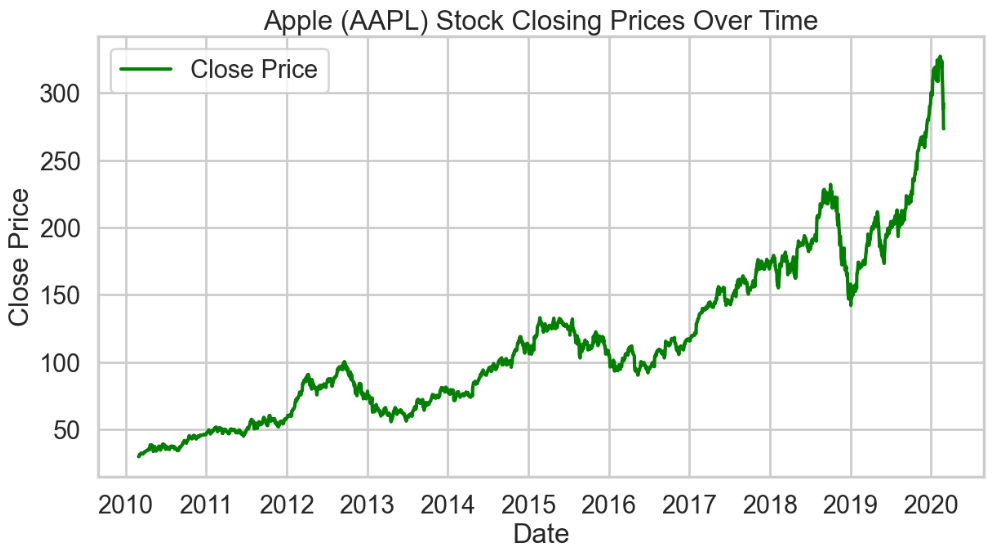 Apple (AAPL) Stock Closing Prices Over Time
Close Price
300
250
200
150
100
50
Close Price
2010 2011 2012 2013 2014 2015 2016 2017 2018 2019 2020
Date